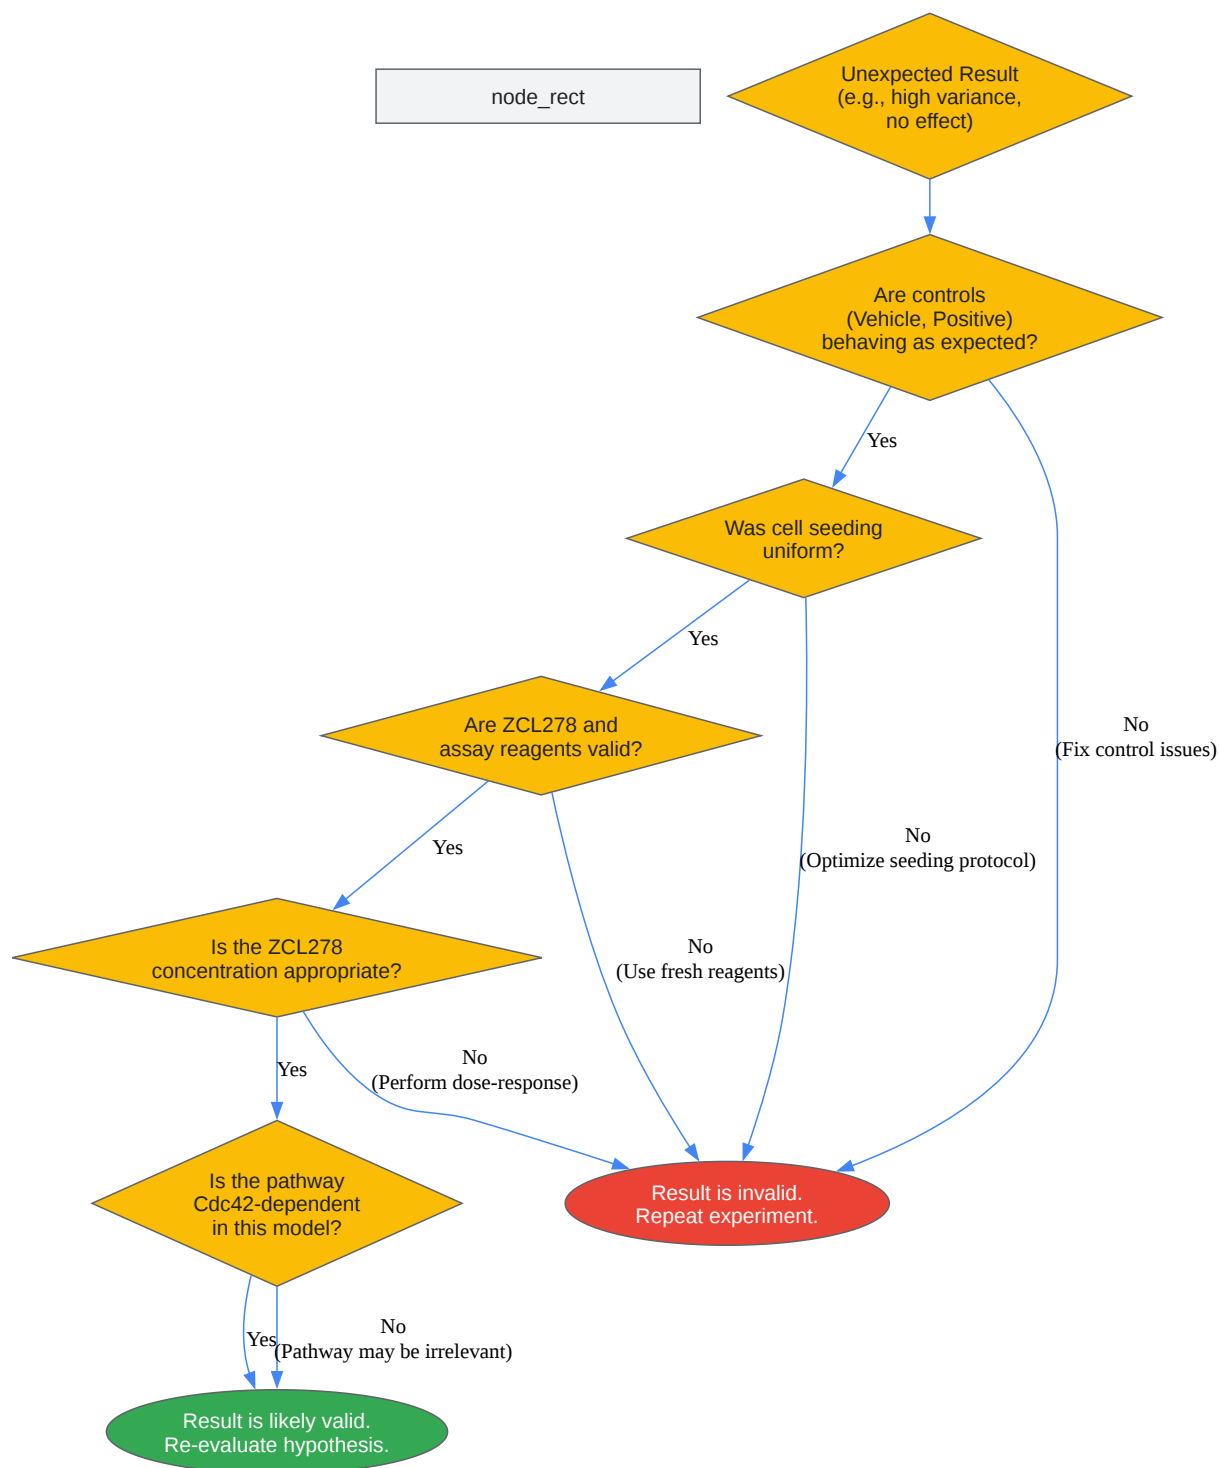 node_rect
Unexpected Result
(e.g., high variance,
no effect)
Are controls
(Vehicle, Positive)
behaving as expected?
Yes
Was cell seeding
uniform?
Yes
No
(Fix control issues)
Are ZCL278 and
assay reagents valid?
Yes
No
(Optimize seeding protocol)
Is the ZCL278
concentration appropriate?
No
(Use fresh reagents)
Yes
No
(Perform dose-response)
Is the pathway
Cdc42-dependent
in this model?
Result is invalid.
Repeat experiment.
Yes
No
(Pathway may be irrelevant)
Result is likely valid.
Re-evaluate hypothesis.